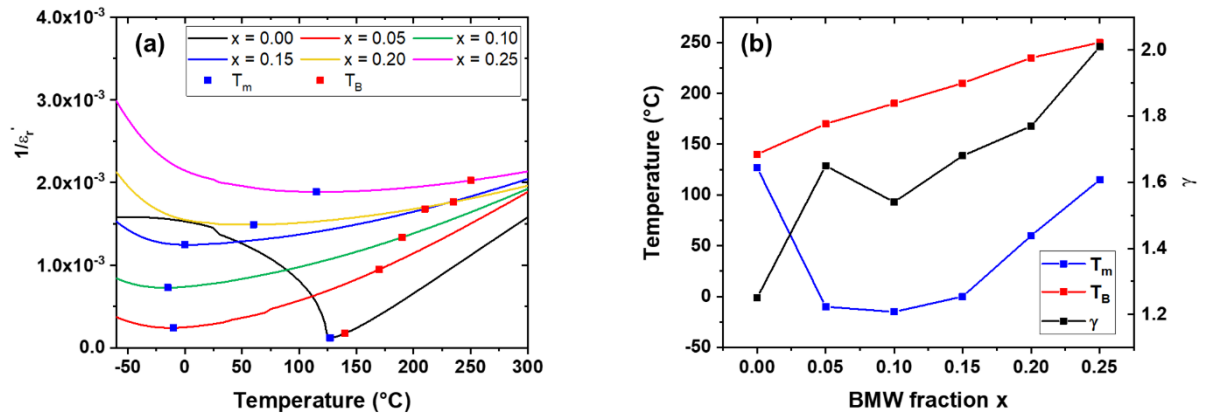 (a)
x = 0.00 x = 0.05 x = 0.10
x = 0.15 x = 0.20 x = 0.25
Tₘ T_B
4.0x10⁻³
3.0x10⁻³
2.0x10⁻³
1.0x10⁻³
0.0
1/εᵣ'
-50 0 50 100 150 200 250 300
Temperature (°C)
(b)
250
200
150
100
50
0
-50
Temperature (°C)
2.0
1.8
1.6
1.4
1.2
γ
Tₘ
T_B
γ
0.00 0.05 0.10 0.15 0.20 0.25
BMW fraction x